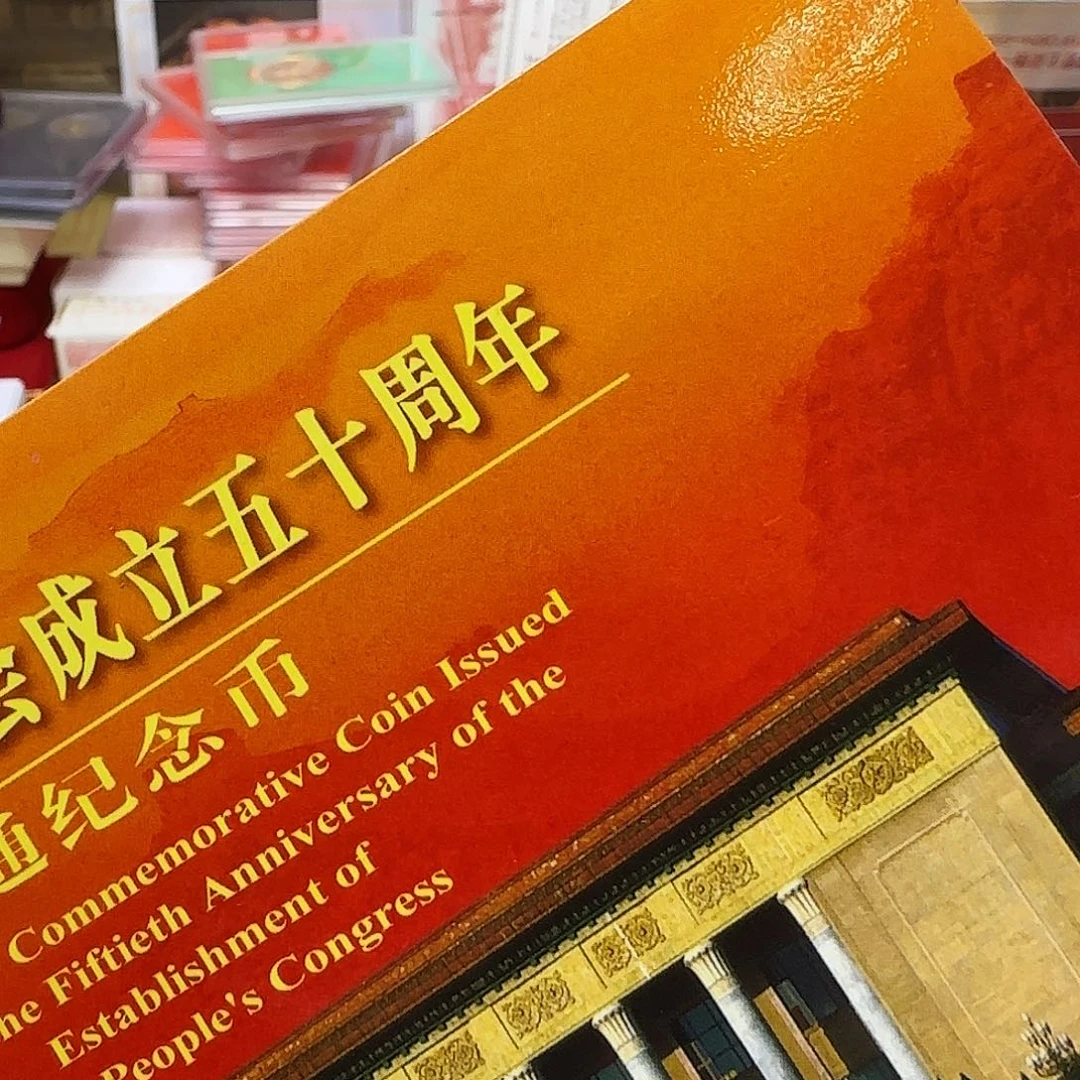 会成立五十周年
通纪念币
Commemorative Coin Issued
the Fiftieth Anniversary of the
Establishment of
People's Congress